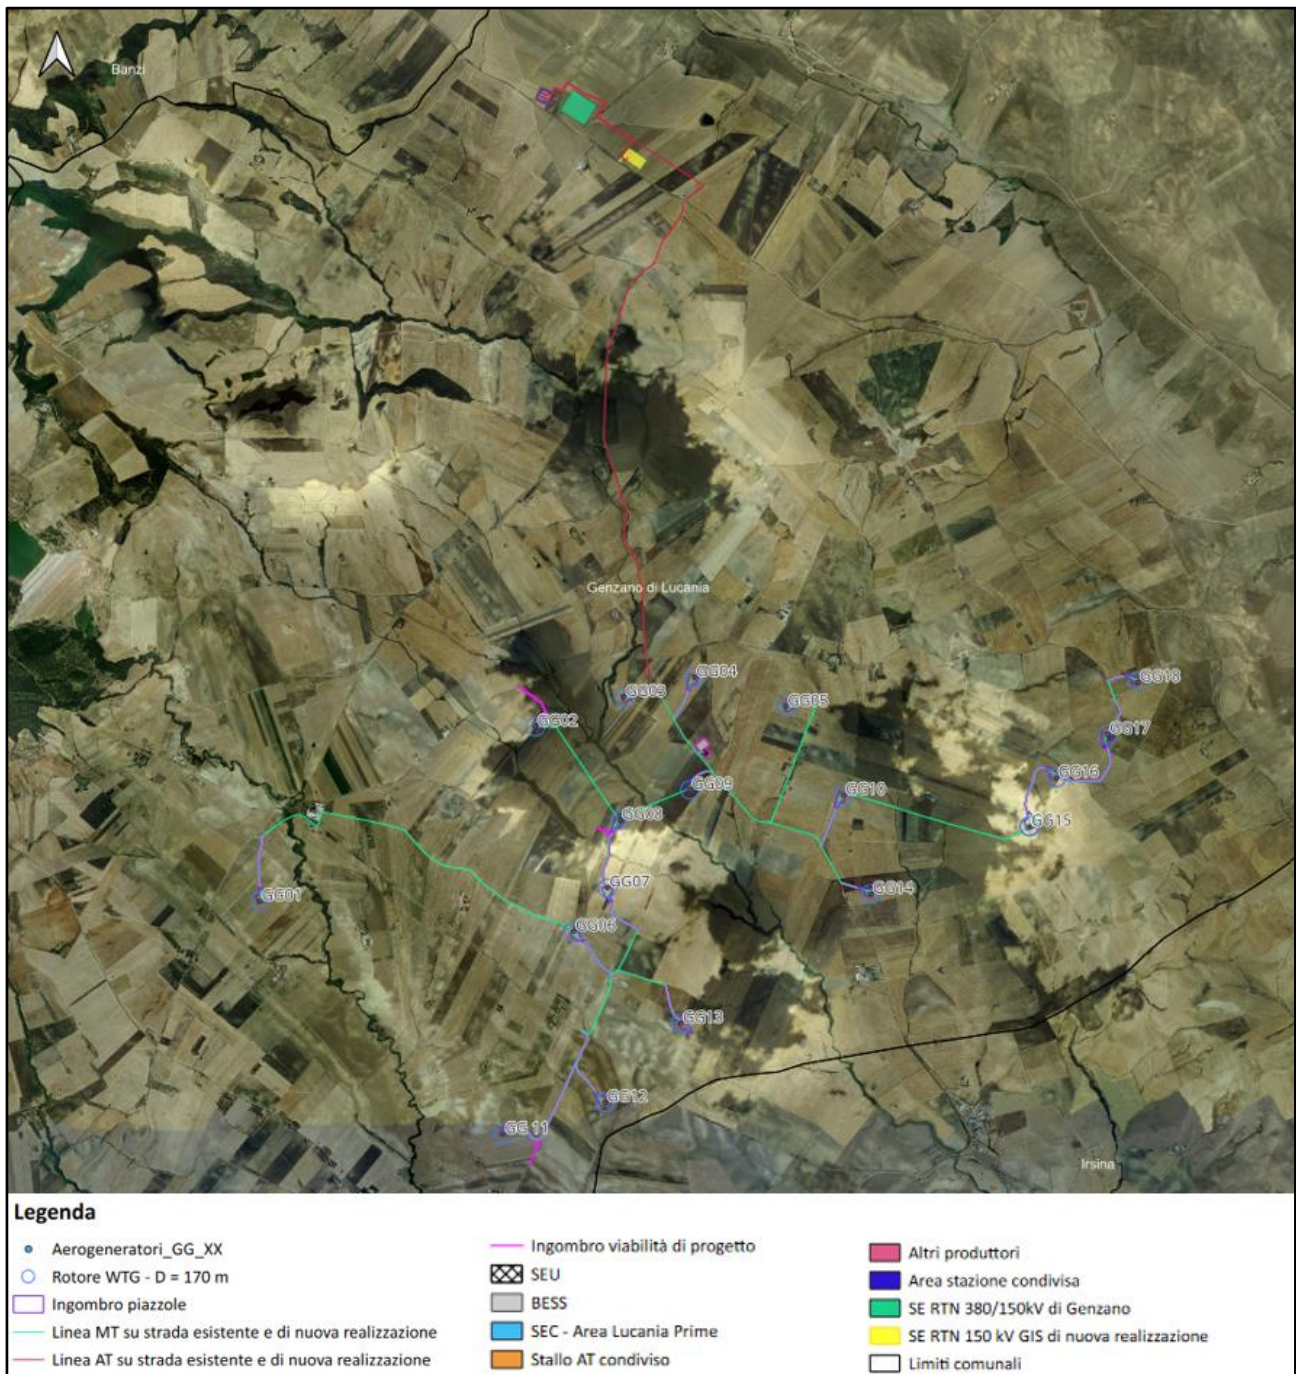 Banzi
Genzano di Lucania
GG04
GG03
GG18
GG05
GG02
GG17
GG16
GG09
GG10
GG08
GG15
GG07
GG01
GG14
GG06
GG13
GG12
GG 11
Irsina
Legenda
Aerogeneratori_GG_XX
Rotore WTG - D = 170 m
Ingombro piazzole
Linea MT su strada esistente e di nuova realizzazione
Linea AT su strada esistente e di nuova realizzazione
Ingombro viabilità di progetto
SEU
BESS
SEC - Area Lucania Prime
Stallo AT condiviso
Altri produttori
Area stazione condivisa
SE RTN 380/150kV di Genzano
SE RTN 150 kV GIS di nuova realizzazione
Limiti comunali